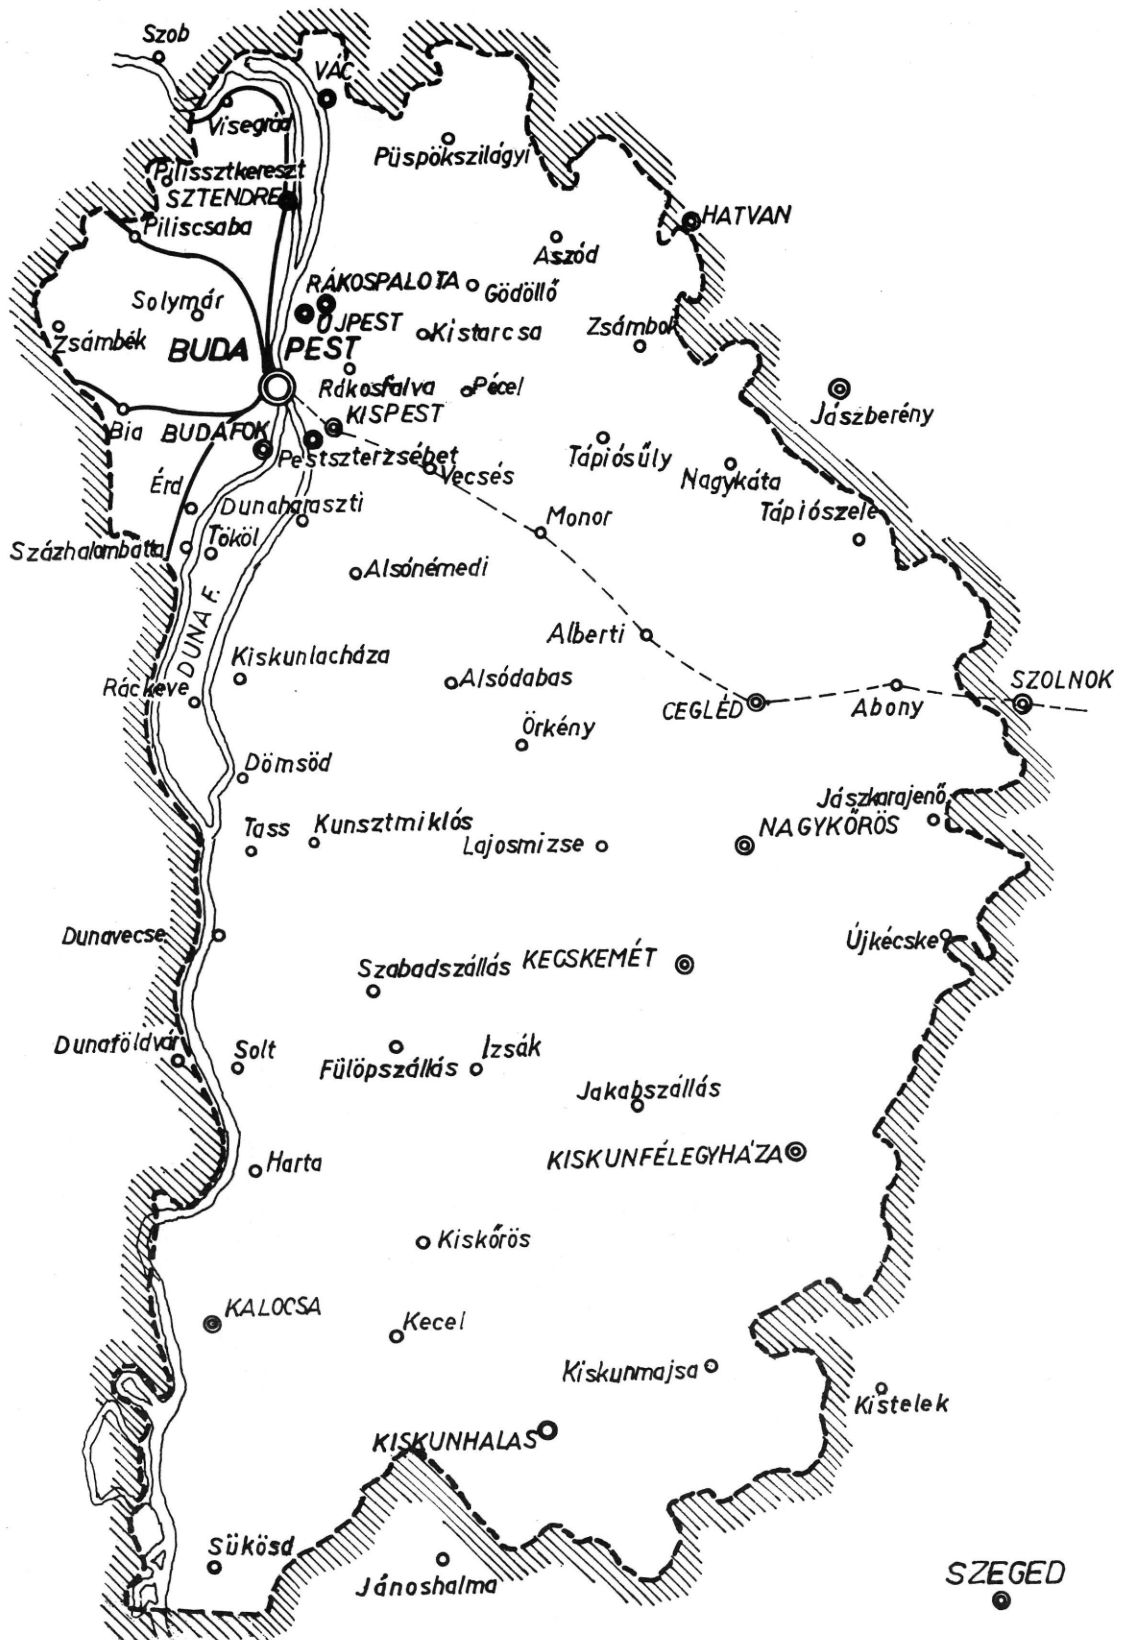 Szob
VÁC
Visegrád
Püspökszilágyi
Pilissztkereszt
SZTENDRE
HATVAN
Piliscsaba
Aszód
RÁKOSPALOTA
Gödöllő
Solymár
ÚJPEST
Kistarcsa
Zsámbok
Zsámbék
BUDA PEST
Rákosfalva
Pécel
Jászberény
KISPEST
Bia
BUDAFOK
Pestszterzsébet
Vecsés
Tápiósűly
Nagykáta
Érd
Dunaharaszti
Monor
Tápiószele
Százhalombatta
Tököl
Alsónémedi
DUNA F.
Alberti
Kiskunlacháza
Ráckeve
Alsódabas
CEGLÉD
Abony
SZOLNOK
Örkény
Dömsöd
Jászkarajenő
Tass
Kunsztmiklós
Lajosmizse
NAGYKŐRÖS
Dunavecse
Újkécske
Szabadszállás
KECSKEMÉT
Dunaföldvár
Solt
Fülöpszállás
Izsák
Jakabszállás
Harta
KISKUNFÉLEGYHÁZA
Kiskőrös
KALOCSA
Kecel
Kiskunmajsa
Kistelek
KISKUNHALAS
Sükösd
Jánoshalma
SZEGED